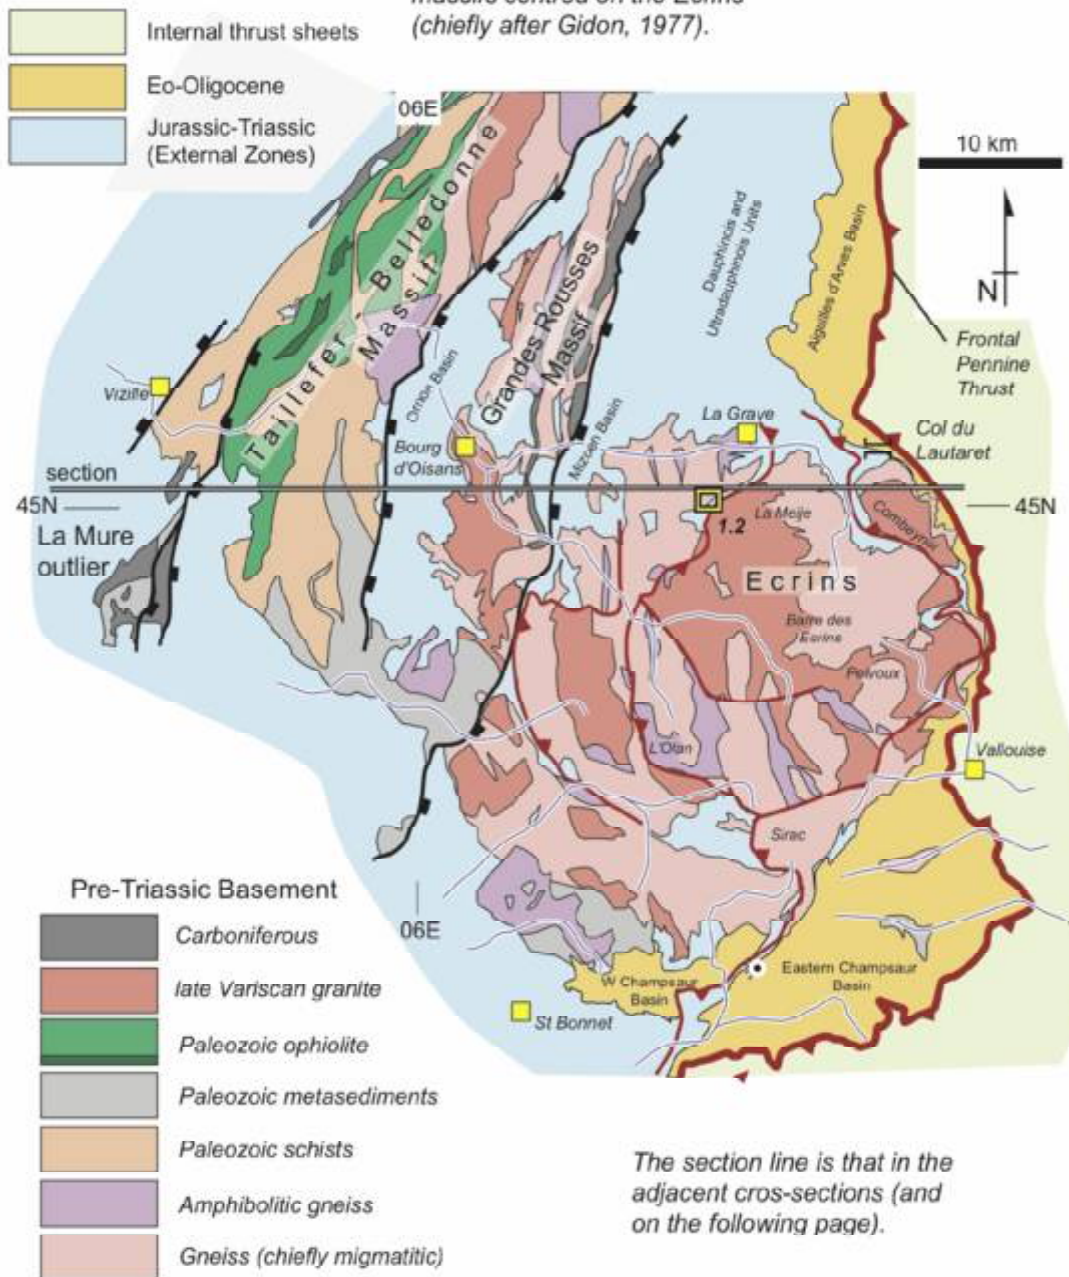 massifs centred on the Ecrins
(chiefly after Gidon, 1977).
Internal thrust sheets
Eo-Oligocene
Jurassic-Triassic
(External Zones)
06E
10 km
N
Belledonne
Taillefer
Massif
Grandes Rousses
Massif
Dauphinois and
Utradauphnois Units
Aiguilles d'Arves Basin
Frontal
Pennine
Thrust
Vizille
Ornon Basin
Bourg
d'Oisans
Mizoen Basin
La Grave
Col du
Lautaret
section
45N
45N
La Mure
outlier
1.2
La Meije
Combeynot
Ecrins
Barre des
Ecrins
Pelvoux
L'Olan
Vallouise
Sirac
Pre-Triassic Basement
06E
Carboniferous
late Variscan granite
Paleozoic ophiolite
Paleozoic metasediments
Paleozoic schists
Amphibolitic gneiss
Gneiss (chiefly migmatitic)
W Champsaur
Basin
Eastern Champsaur
Basin
St Bonnet
The section line is that in the
adjacent cros-sections (and
on the following page).